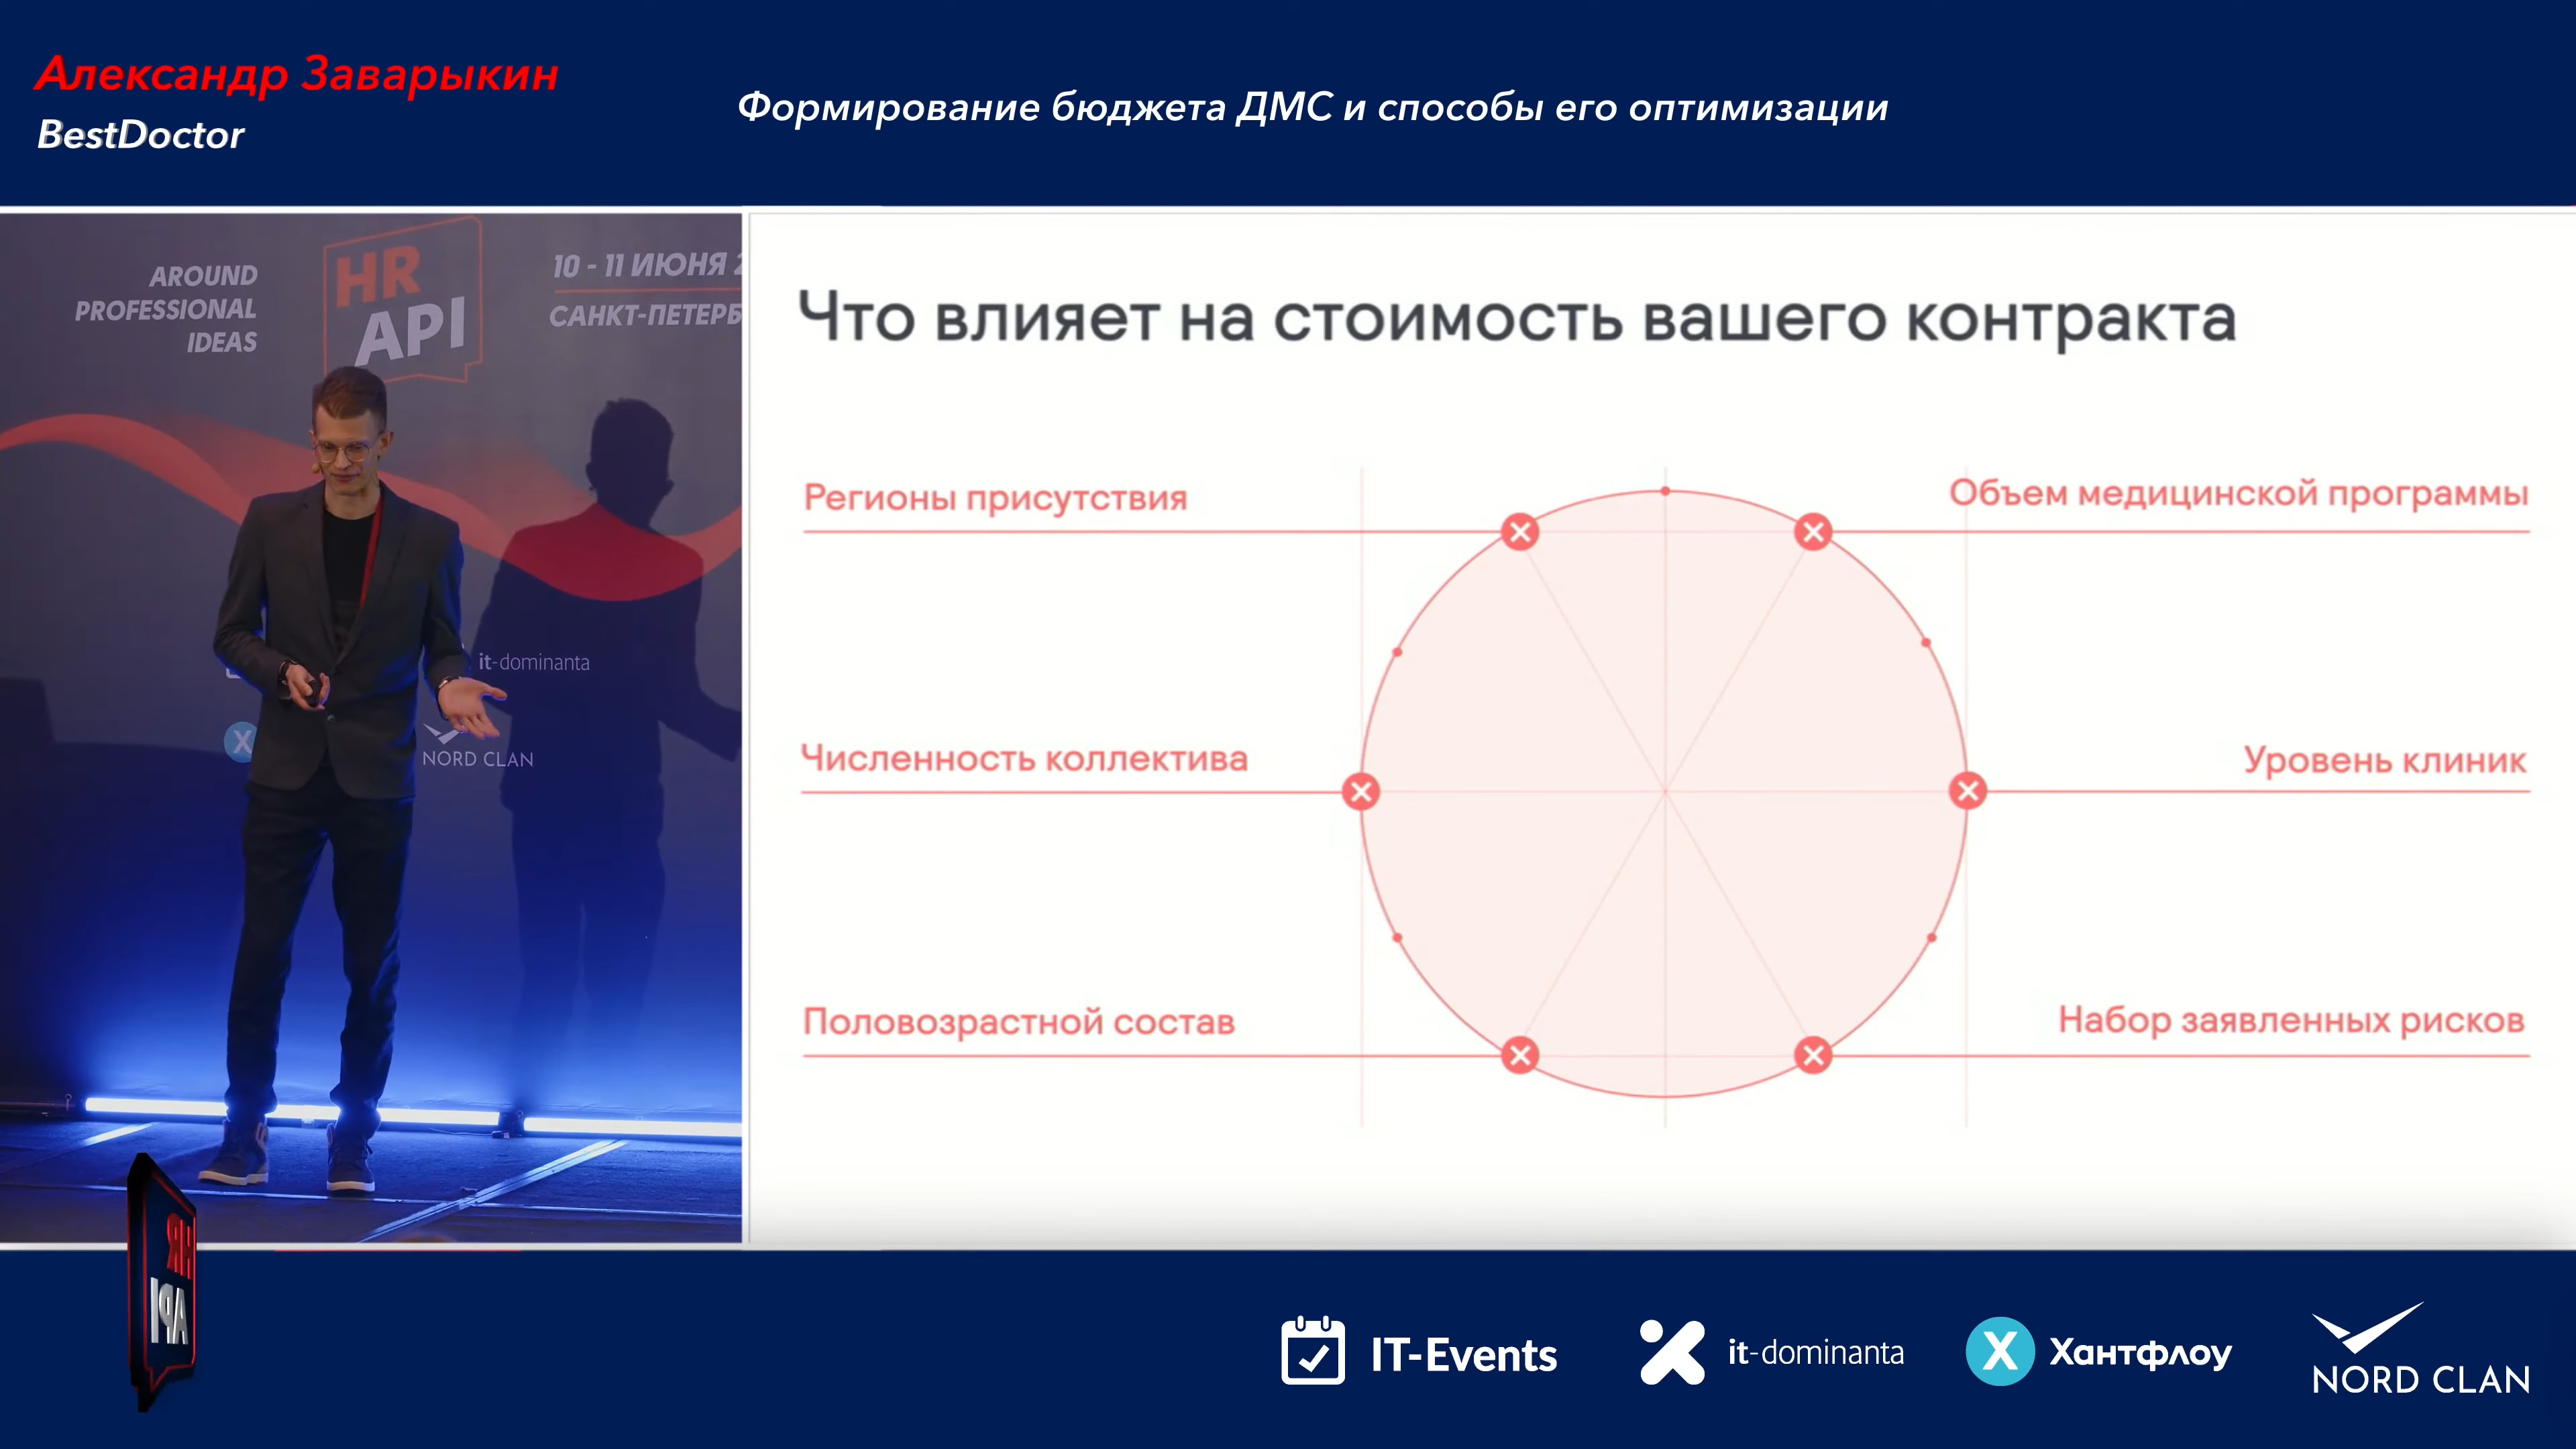 Александр Заварыкин
BestDoctor
Формирование бюджета ДМС и способы его оптимизации
AROUND
PROFESSIONAL
IDEAS
HR
API
10 - 11 ИЮНЯ
САНКТ-ПЕТЕРБ
it-dominanta
X
NORD CLAN
Что влияет на стоимость вашего контракта
Регионы присутствия
Объем медицинской программы
Численность коллектива
Уровень клиник
Половозрастной состав
Набор заявленных рисков
HR
API
IT-Events
it-dominanta
X Хантфлоу
NORD CLAN